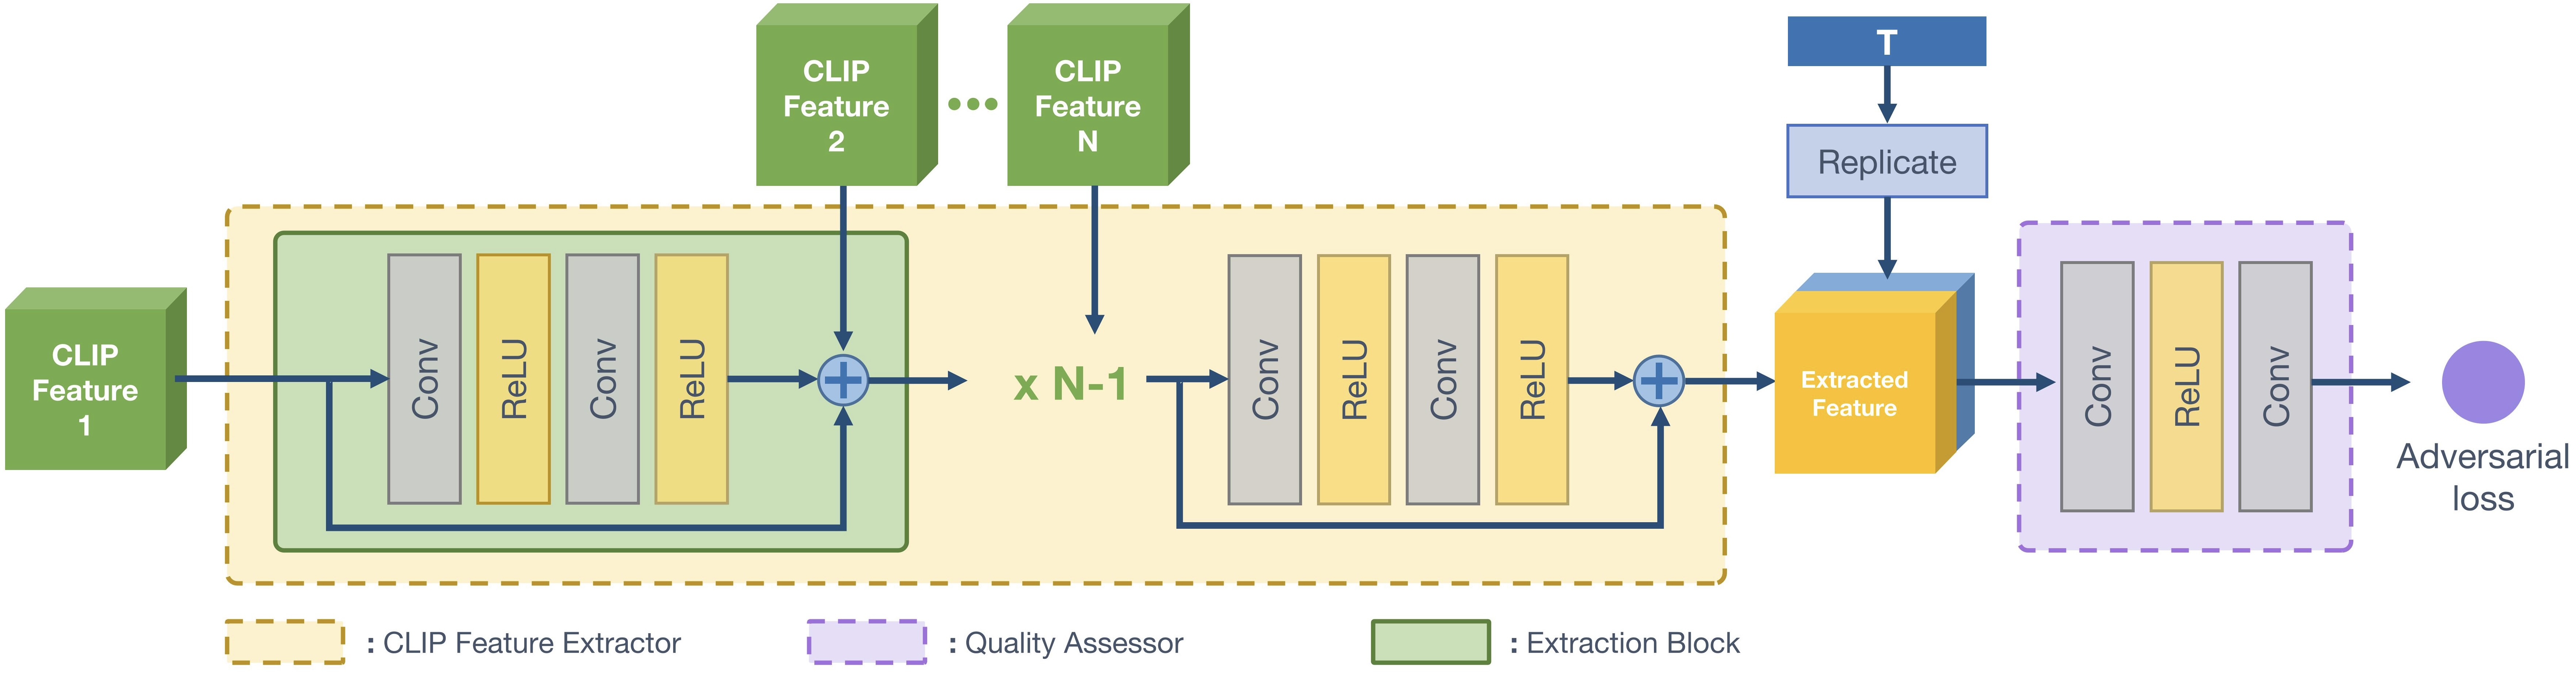 CLIP
Feature
1
Conv
ReLU
Conv
ReLU
CLIP
Feature
2
CLIP
Feature
N
x N-1
Conv
ReLU
Conv
ReLU
T
Replicate
Extracted
Feature
Conv
ReLU
Conv
Adversarial
loss
: CLIP Feature Extractor
: Quality Assessor
: Extraction Block